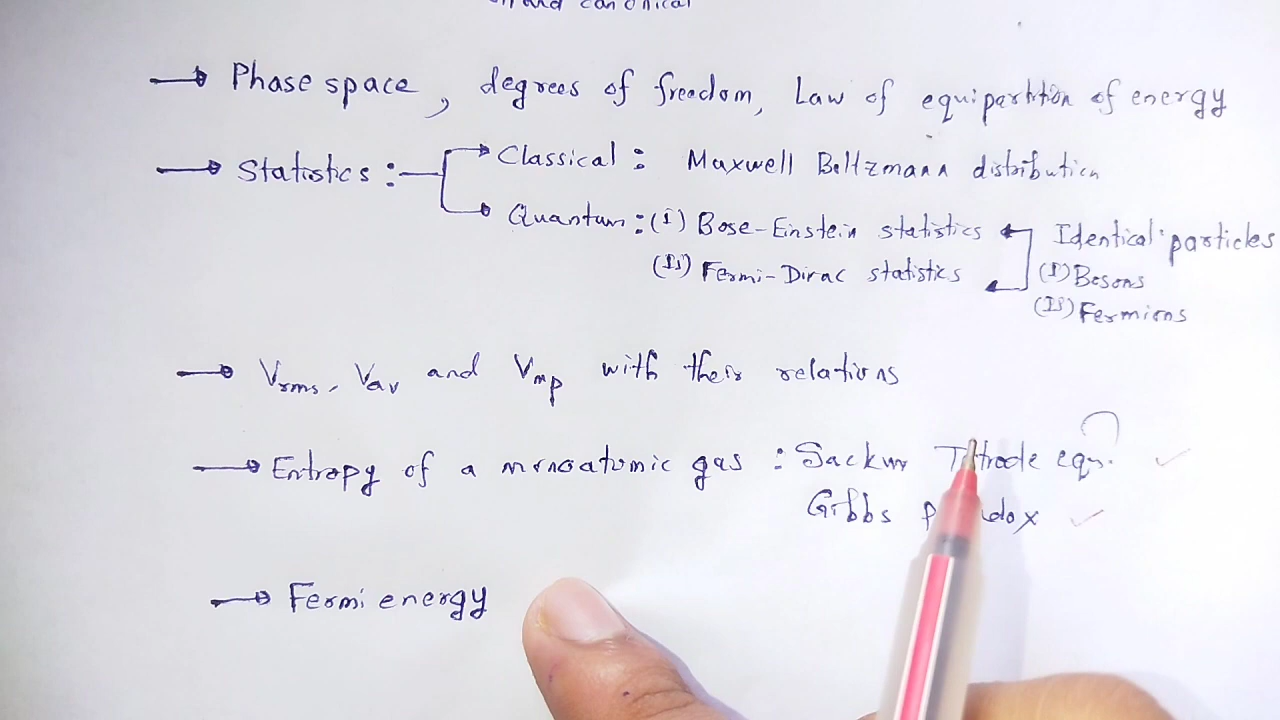 canonical
→ Phase space, degrees of freedom, Law of equipartition of energy
→ Statistics :- → Classical : Maxwell Boltzmann distribution
→ Quantum : (I) Bose-Einstein statistics ← Identical particles
(II) Fermi-Dirac statistics ← (I) Bosons
(II) Fermions
→ Vrms, Vav and Vmp with their relations
→ Entropy of a monoatomic gas : Sackur Tetrode eqn.
Gibbs
→ Fermi energy